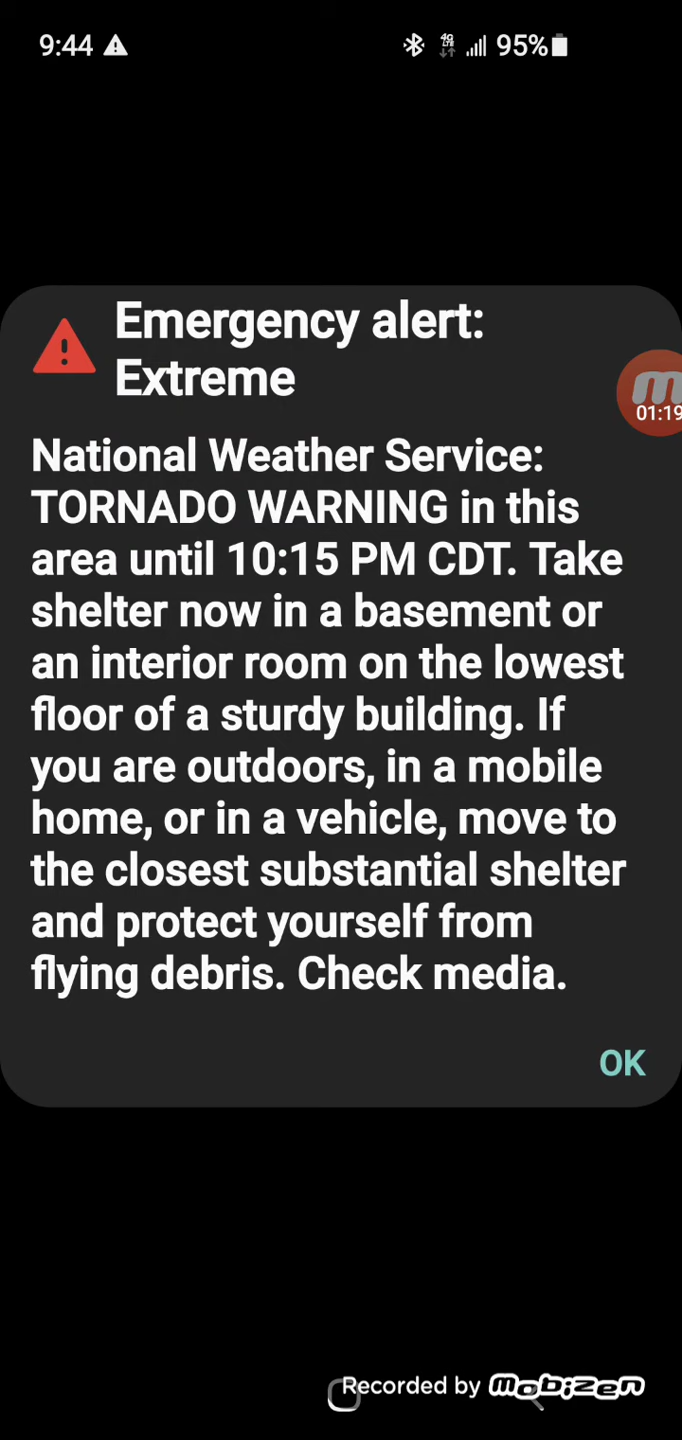 9:44
4G
95%
Emergency alert:
Extreme
01:19
National Weather Service:
TORNADO WARNING in this
area until 10:15 PM CDT. Take
shelter now in a basement or
an interior room on the lowest
floor of a sturdy building. If
you are outdoors, in a mobile
home, or in a vehicle, move to
the closest substantial shelter
and protect yourself from
flying debris. Check media.
OK
Recorded by mobizen